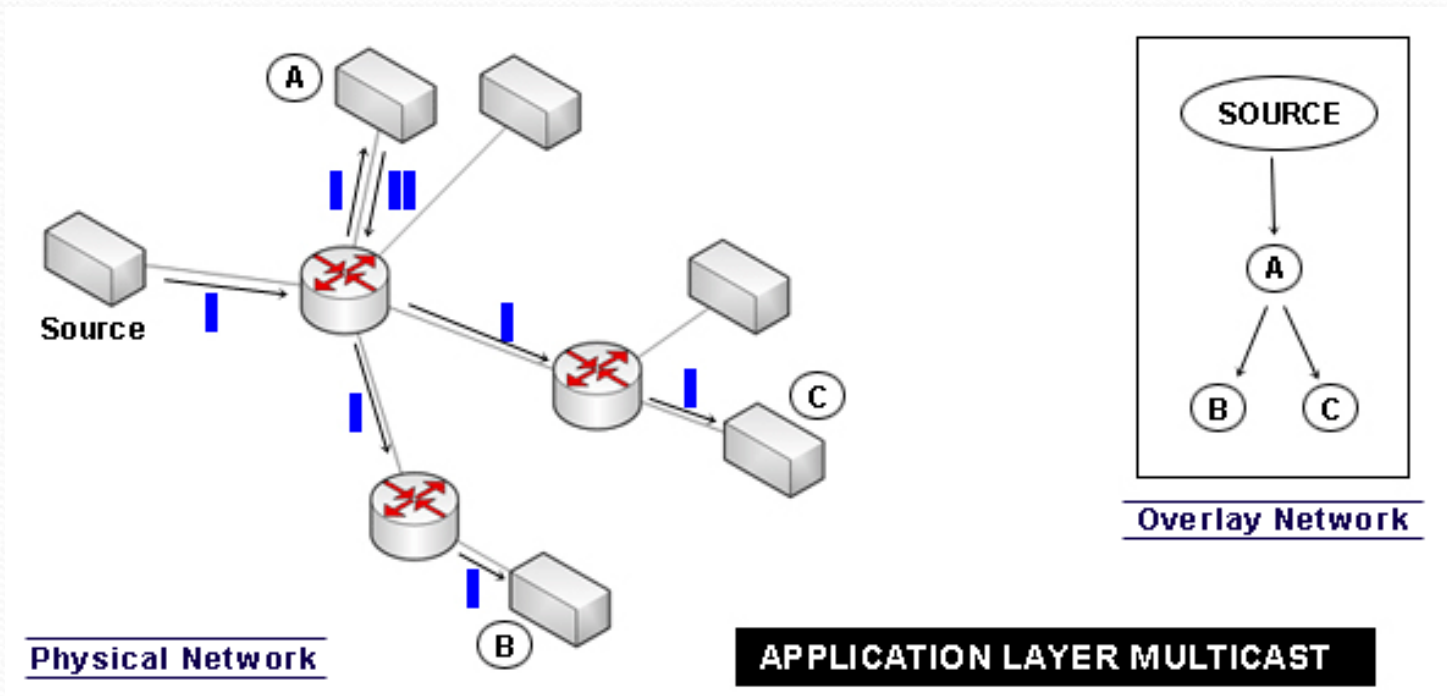 A
Source
C
B
Physical Network
SOURCE
A
B C
Overlay Network
APPLICATION LAYER MULTICAST